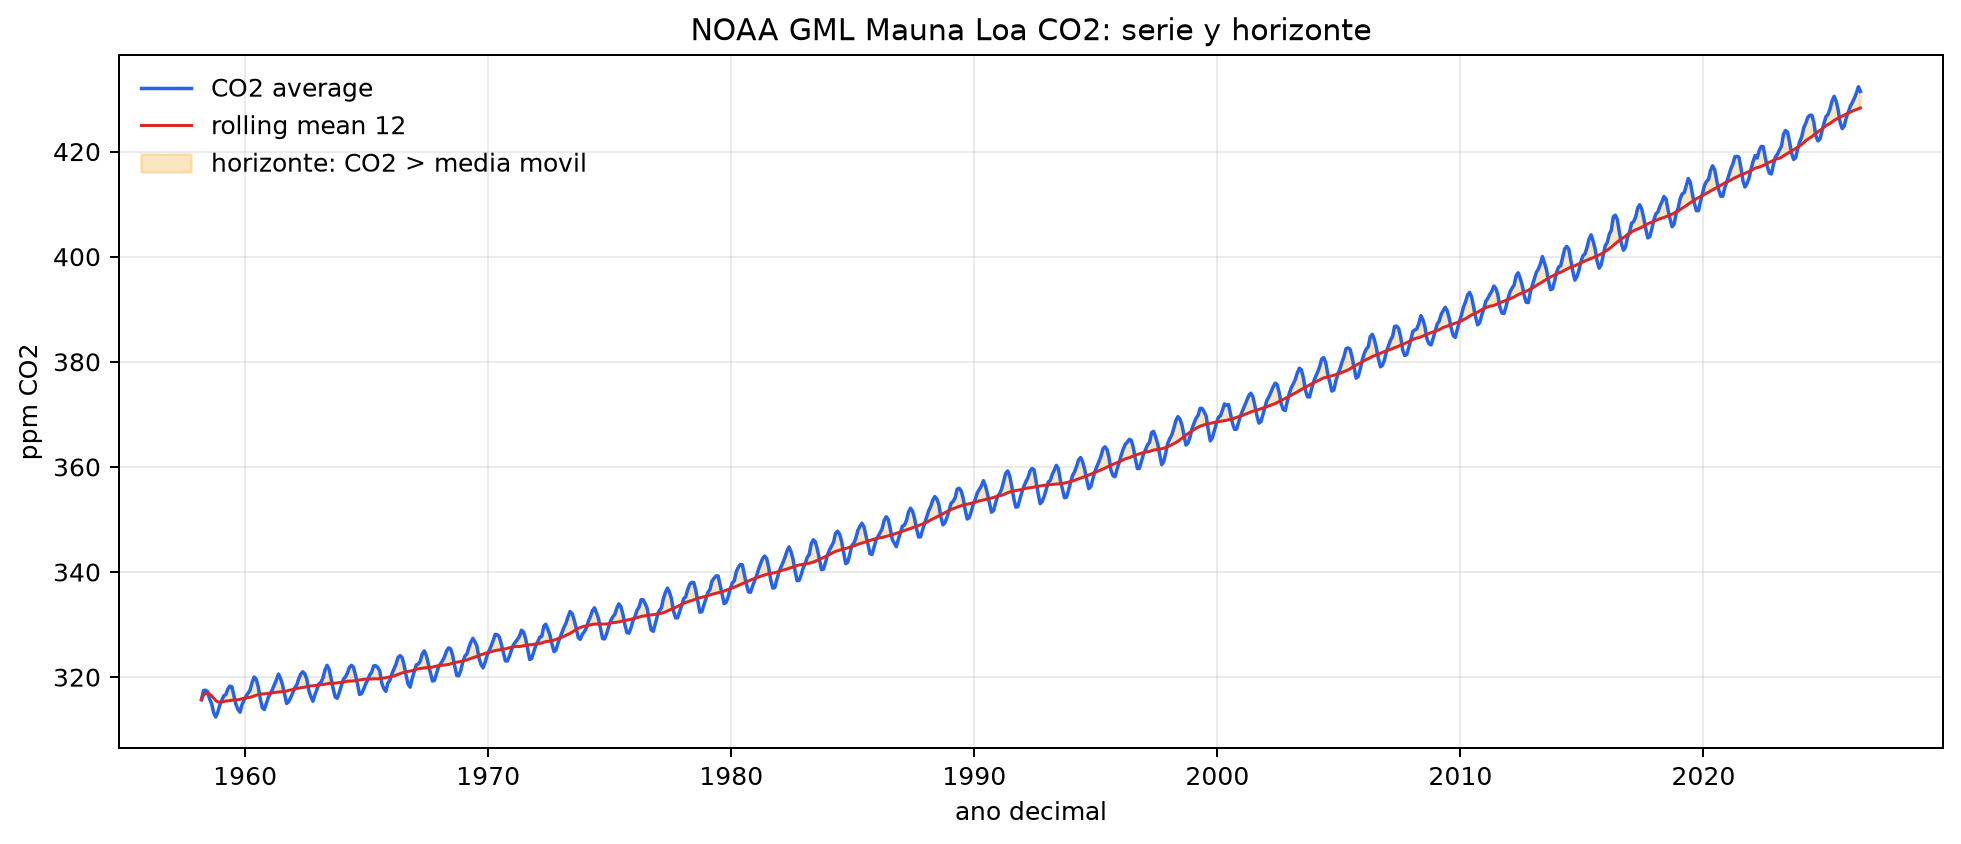 NOAA GML Mauna Loa CO2: serie y horizonte
CO2 average
rolling mean 12
horizonte: CO2 > media movil
ppm CO2
420
400
380
360
340
320
1960 1970 1980 1990 2000 2010 2020
ano decimal